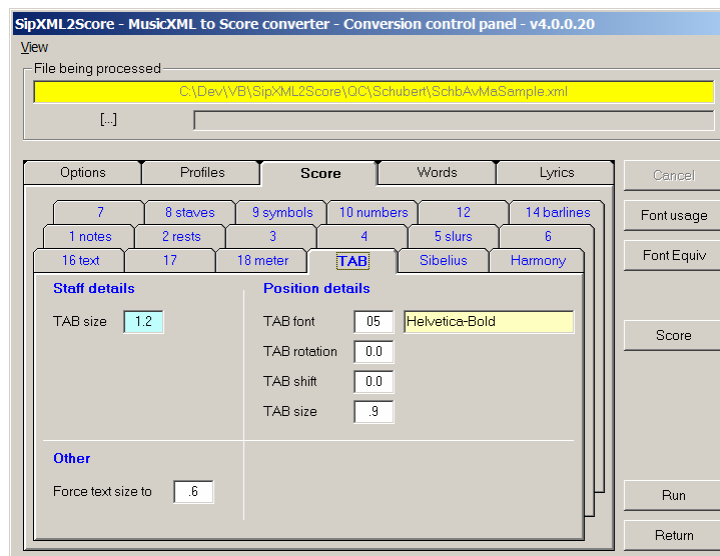 SipXML2Score - MusicXML to Score converter - Conversion control panel - v4.0.0.20
View
File being processed
C:\Dev\VB\SipXML2Score\QC\Schubert\SchbAvMaSample.xml
[...]
Options Profiles Score Words Lyrics
7 8 staves 9 symbols 10 numbers 12 14 barlines
1 notes 2 rests 3 4 5 slurs 6
16 text 17 18 meter TAB Sibelius Harmony
Staff details
TAB size 1.2
Position details
TAB font 05 Helvetica-Bold
TAB rotation 0.0
TAB shift 0.0
TAB size .9
Other
Force text size to .6
Cancel
Font usage
Font Equiv
Score
Run
Return